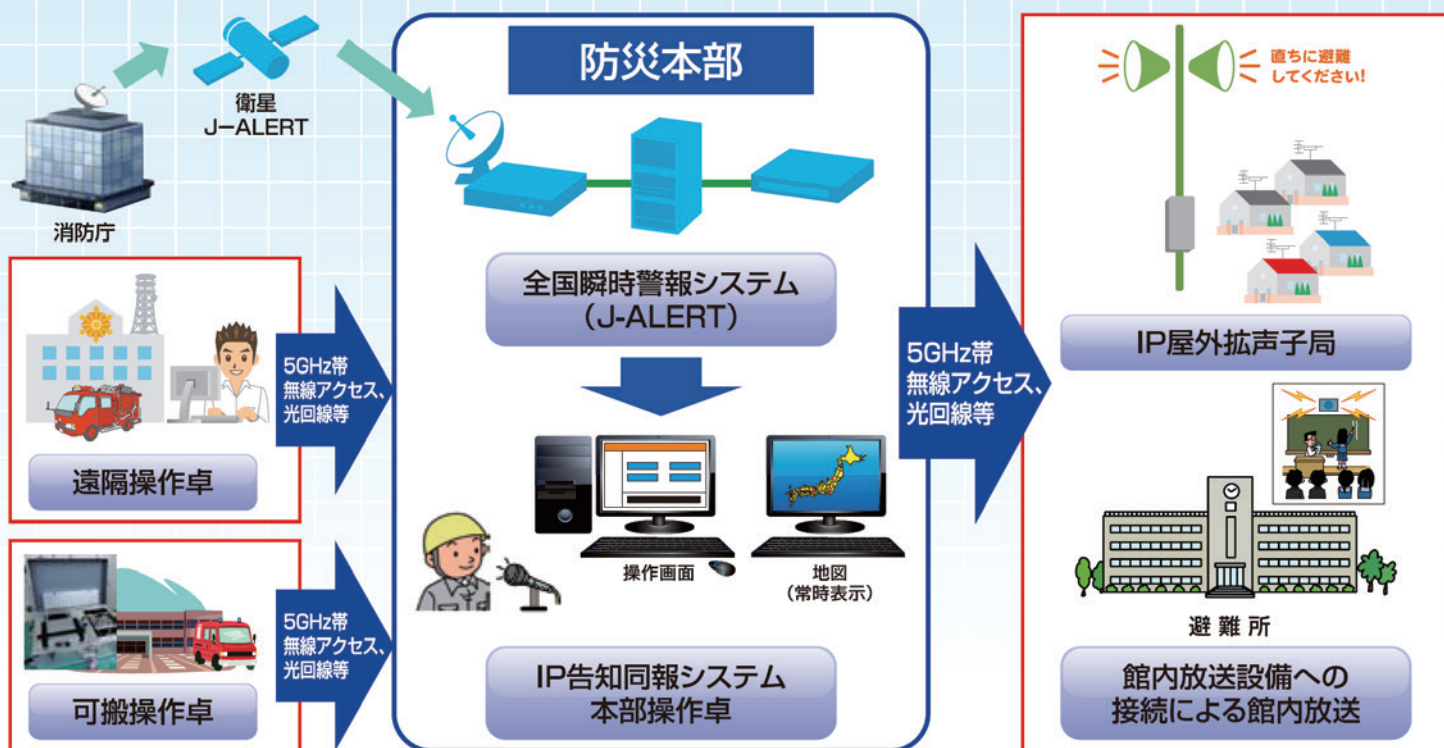 衛星
J-ALERT
消防庁
遠隔操作卓
可搬操作卓
5GHz帯
無線アクセス、
光回線等
5GHz帯
無線アクセス、
光回線等
防災本部
全国瞬時警報システム
（J-ALERT）
操作画面
地図
（常時表示）
IP告知同報システム
本部操作卓
5GHz帯
無線アクセス、
光回線等
直ちに避難
してください!
IP屋外拡声子局
避難所
館内放送設備への
接続による館内放送